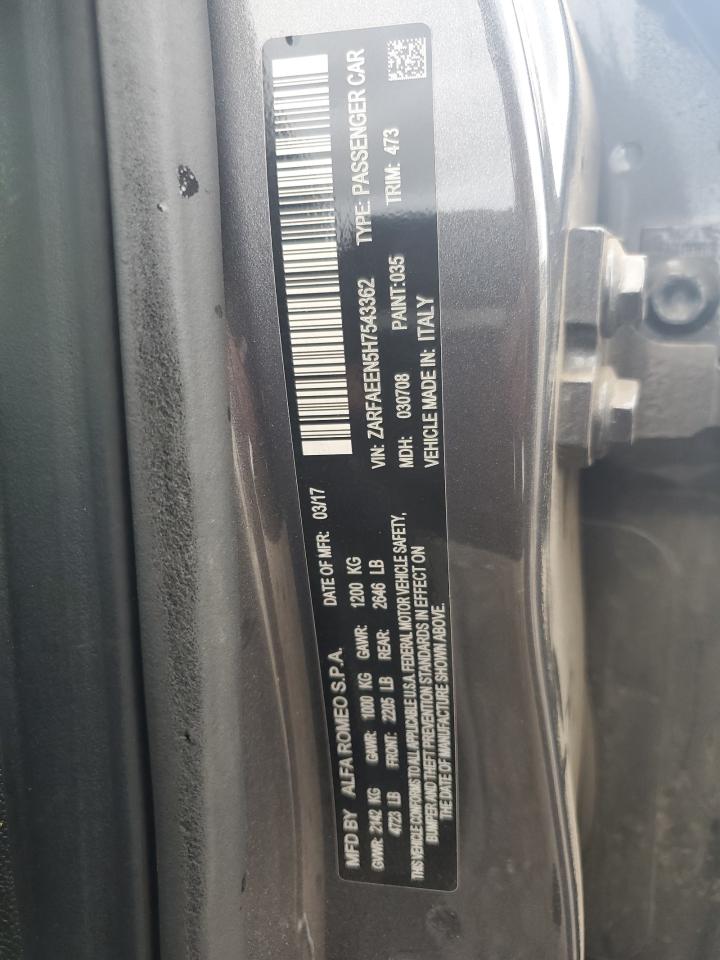 MFD BY ALFA ROMEO S.P.A. DATE OF MFR: 03/17
GVWR: 2142 KG GAWR: 1000 KG GAWR: 1200 KG
4723 LB FRONT: 2205 LB REAR: 2646 LB
THIS VEHICLE CONFORMS TO ALL APPLICABLE U.S.A. FEDERAL MOTOR VEHICLE SAFETY,
BUMPER AND THEFT PREVENTION STANDARDS IN EFFECT ON
THE DATE OF MANUFACTURE SHOWN ABOVE.
VIN: ZARFAEEN5H7543362 TYPE: PASSENGER CAR
MDH: 030708 PAINT:035 TRIM: 473
VEHICLE MADE IN: ITALY